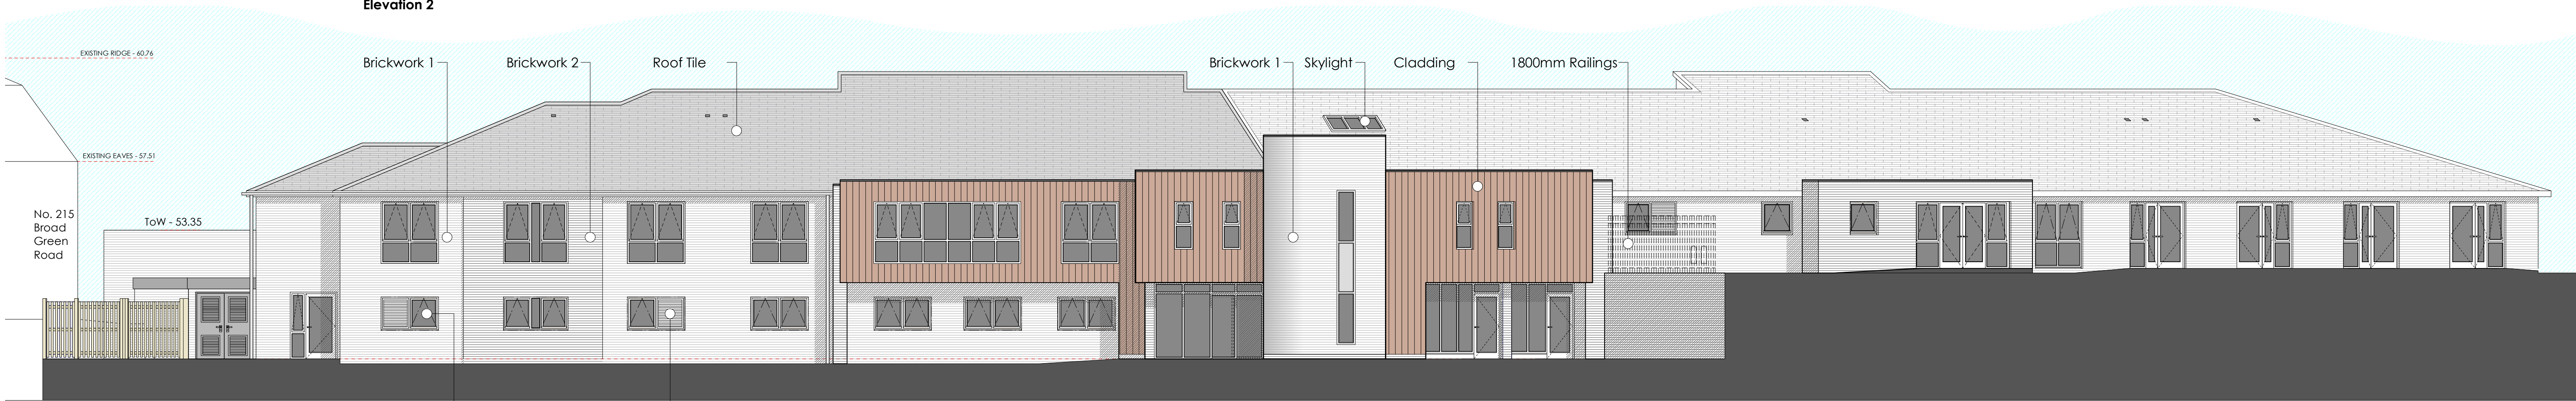 Elevation 2
EXISTING RIDGE - 60.76
Brickwork 1
Brickwork 2
Roof Tile
Brickwork 1
Skylight
Cladding
1800mm Railings
EXISTING EAVES - 57.51
No. 215
Broad
Green
Road
ToW - 53.35